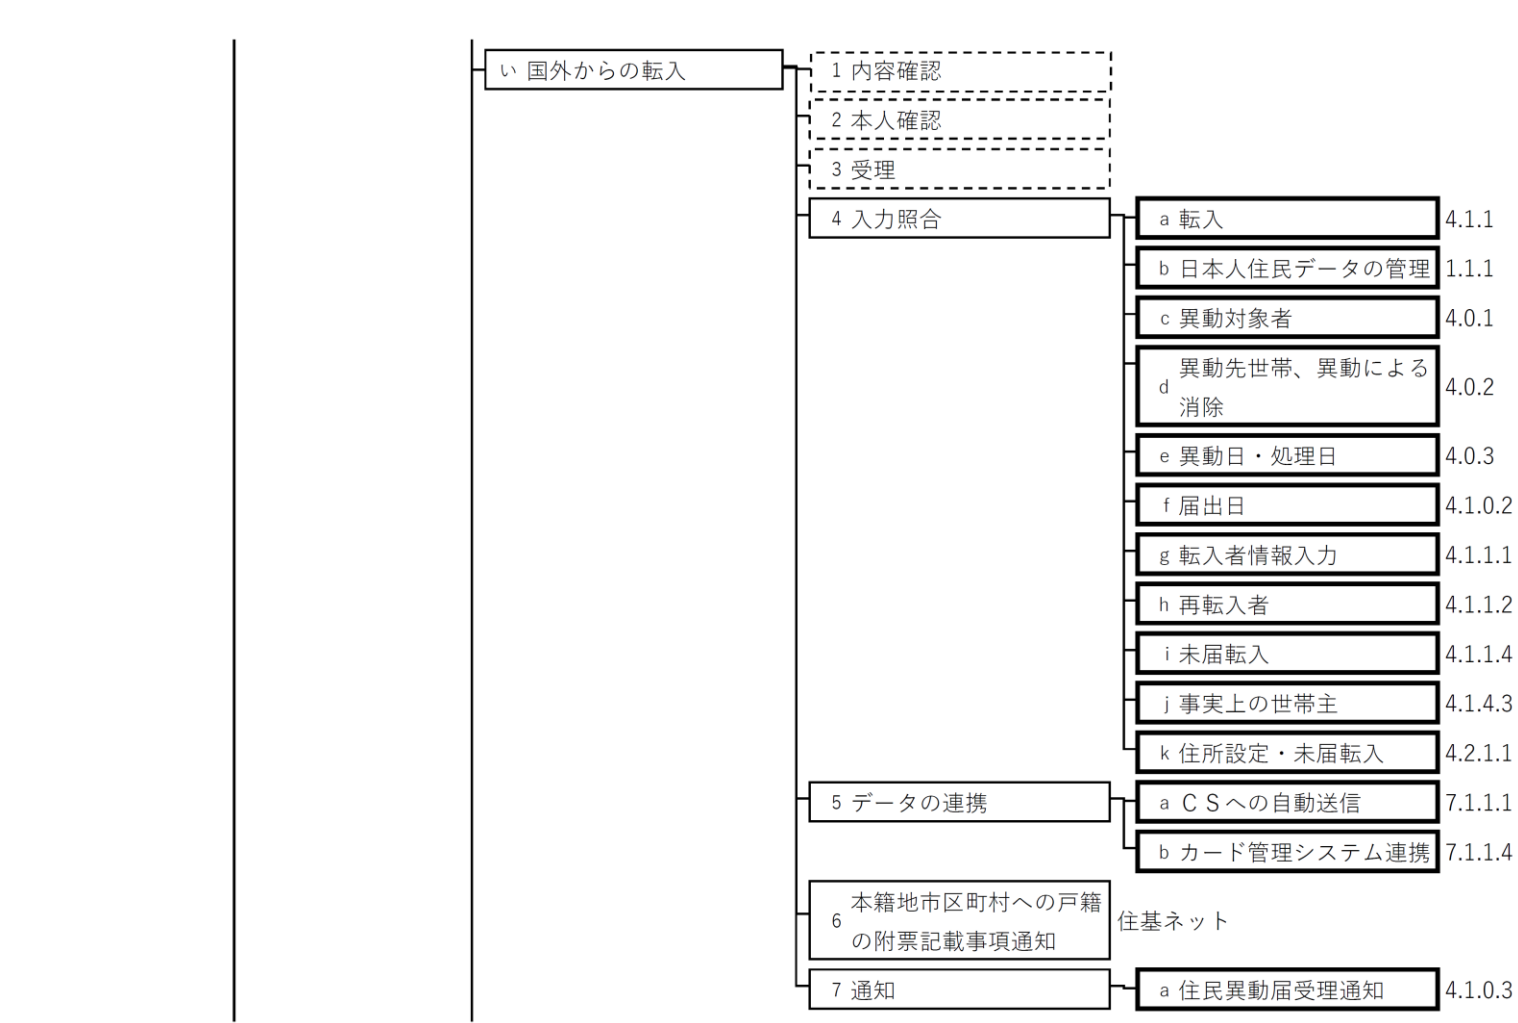 い 国外からの転入
1 内容確認
2 本人確認
3 受理
4 入力照合
a 転入 4.1.1
b 日本人住民データの管理 1.1.1
c 異動対象者 4.0.1
d 異動先世帯、異動による
消除 4.0.2
e 異動日・処理日 4.0.3
f 届出日 4.1.0.2
g 転入者情報入力 4.1.1.1
h 再転入者 4.1.1.2
i 未届転入 4.1.1.4
j 事実上の世帯主 4.1.4.3
k 住所設定・未届転入 4.2.1.1
5 データの連携
a ＣＳへの自動送信 7.1.1.1
b カード管理システム連携 7.1.1.4
6 本籍地市区町村への戸籍
の附票記載事項通知 住基ネット
7 通知
a 住民異動届受理通知 4.1.0.3